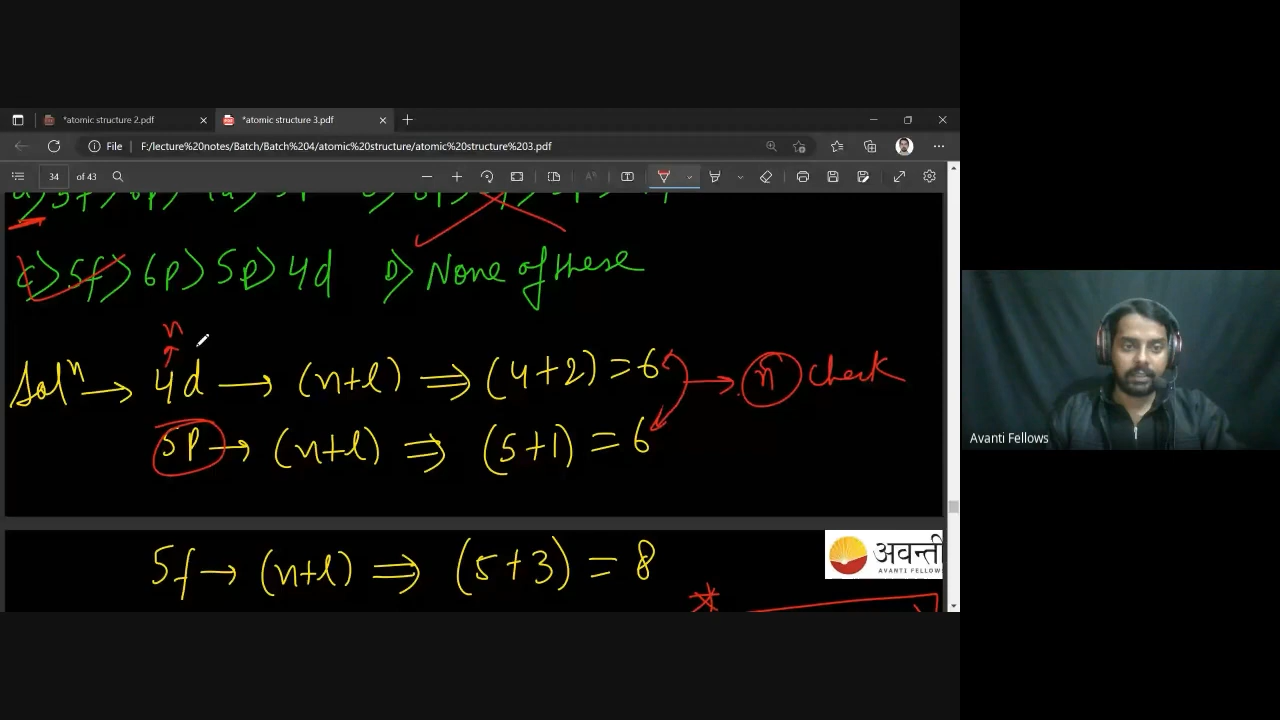 *atomic structure 2.pdf
*atomic structure 3.pdf
File F:/lecture%20notes/Batch/Batch%204/atomic%20structure/atomic%20structure%203.pdf
34 of 43
C) 5f > 6p > 5p > 4d D) None of these
n
Solⁿ → 4d → (n+l) ⇒ (4+2) = 6 → n check
5p → (n+l) ⇒ (5+1) = 6
5f → (n+l) ⇒ (5+3) = 8
अवन्ती
AVANTI FELLOWS
Avanti Fellows